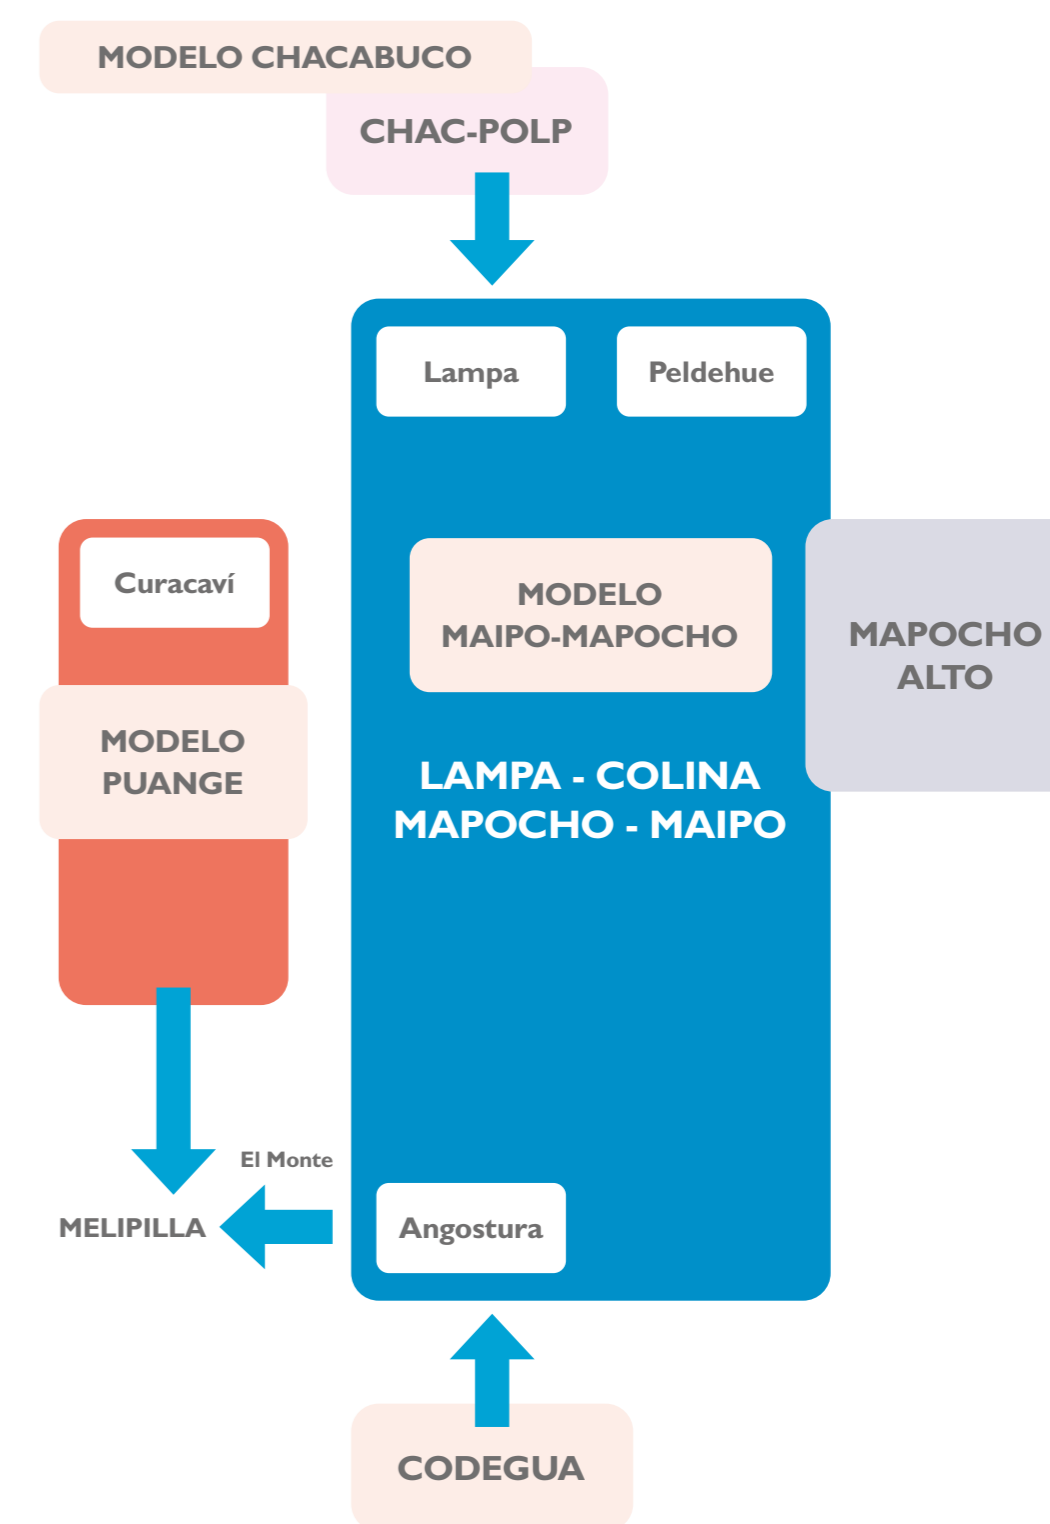 MODELO CHACABUCO
CHAC-POLP
Lampa
Peldehue
Curacaví
MODELO
MAIPO-MAPOCHO
MAPOCHO
ALTO
MODELO
PUANGE
LAMPA - COLINA
MAPOCHO - MAIPO
El Monte
MELIPILLA
Angostura
CODEGUA